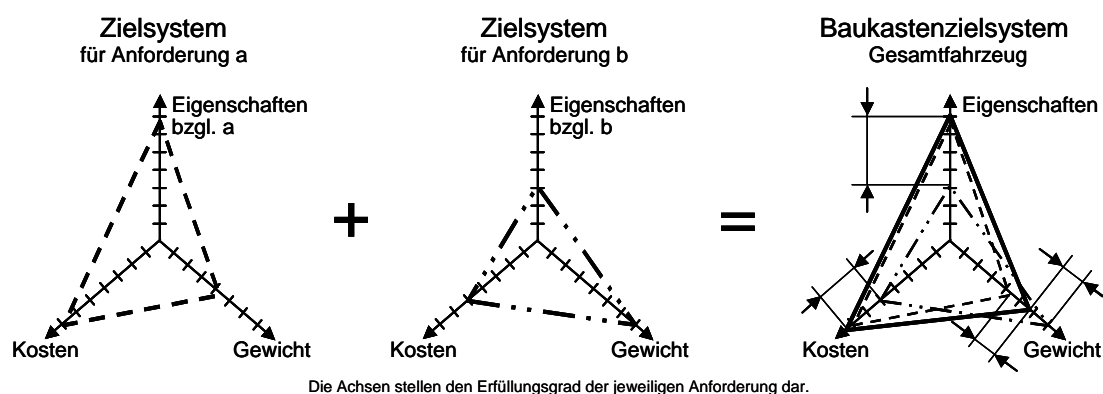 Zielsystem
für Anforderung a
Zielsystem
für Anforderung b
Baukastenzielsystem
Gesamtfahrzeug
Eigenschaften
bzgl. a
Eigenschaften
bzgl. b
Eigenschaften
+
=
Kosten
Gewicht
Kosten
Gewicht
Kosten
Gewicht
Die Achsen stellen den Erfüllungsgrad der jeweiligen Anforderung dar.